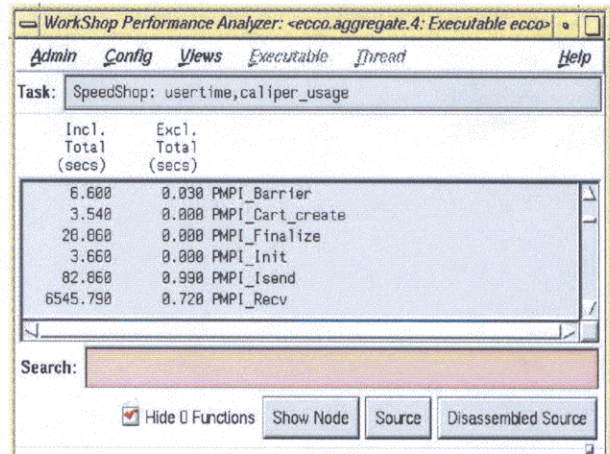 WorkShop Performance Analyzer: <ecco.aggregate.4: Executable ecco>
Admin Config Views Executable Thread Help
Task: SpeedShop: usertime,caliper_usage
Incl. Excl.
Total Total
(secs) (secs)
6.600 0.030 PMPI_Barrier
3.540 0.000 PMPI_Cart_create
28.060 0.000 PMPI_Finalize
3.660 0.000 PMPI_Init
82.860 0.990 PMPI_Isend
6545.790 0.720 PMPI_Recv
Search:
Hide 0 Functions Show Node Source Disassembled Source